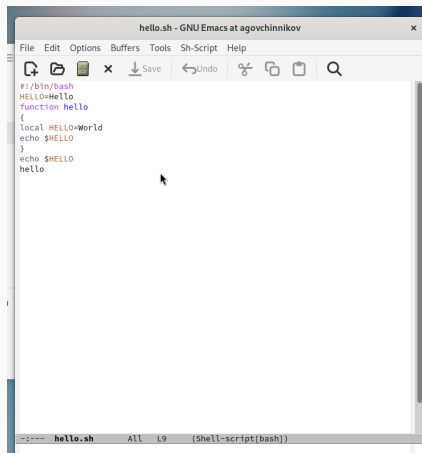 hello.sh - GNU Emacs at agovchinnikov
File Edit Options Buffers Tools Sh-Script Help
Save Undo
#!/bin/bash
HELLO=Hello
function hello
{
local HELLO=World
echo $HELLO
}
echo $HELLO
hello
-:--- hello.sh All L9 (Shell-script[bash])